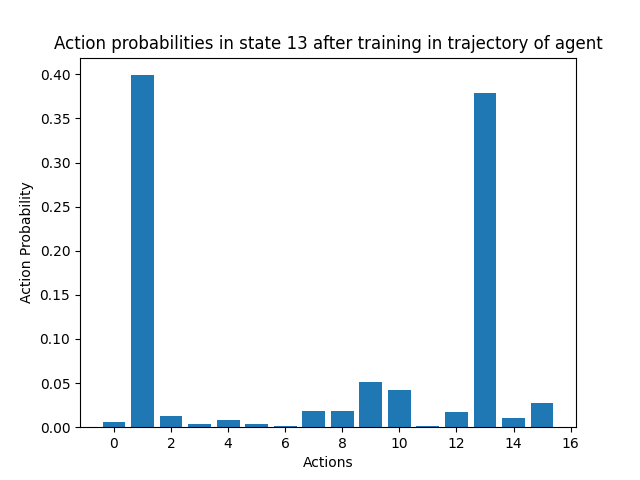 Action probabilities in state 13 after training in trajectory of agent
0.40
0.35
0.30
0.25
0.20
0.15
0.10
0.05
0.00
Action Probability
0 2 4 6 8 10 12 14 16
Actions